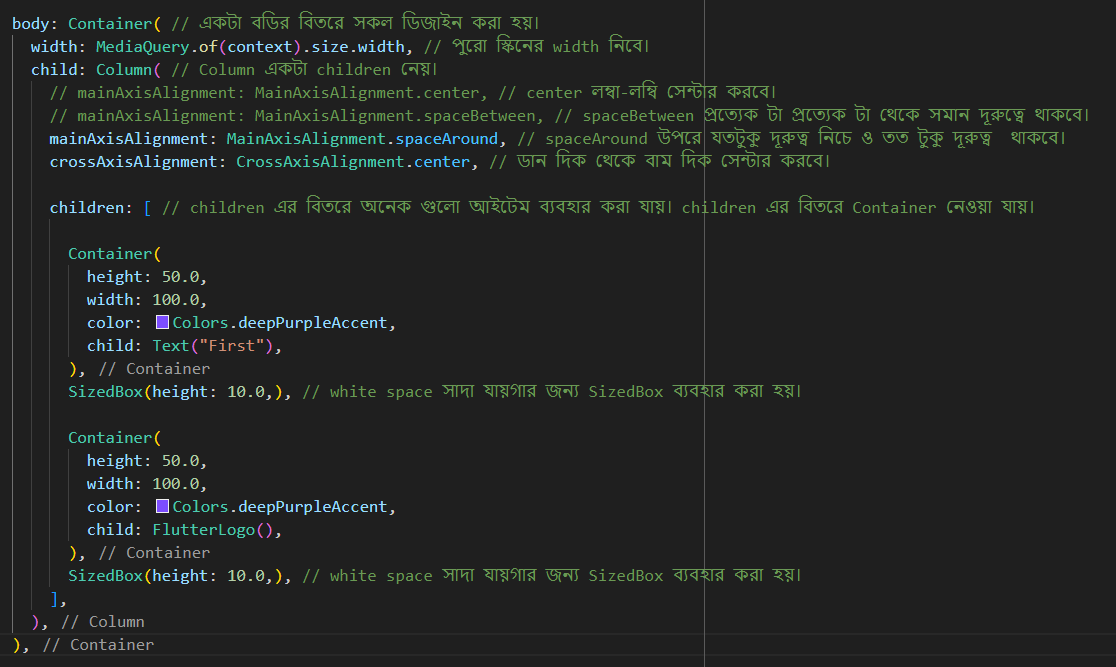 body: Container( // একটা বডির বিতরে সকল ডিজাইন করা হয়।
width: MediaQuery.of(context).size.width, // পুরো স্কিনের width নিবে।
child: Column( // Column একটা children নেয়।
// mainAxisAlignment: MainAxisAlignment.center, // center লম্বা-লম্বি সেন্টার করবে।
// mainAxisAlignment: MainAxisAlignment.spaceBetween, // spaceBetween প্রত্যেক টা প্রত্যেক টা থেকে সমান দূরুত্বে থাকবে।
mainAxisAlignment: MainAxisAlignment.spaceAround, // spaceAround উপরে যতটুকু দূরুত্ব নিচে ও তত টুকু দূরুত্ব থাকবে।
crossAxisAlignment: CrossAxisAlignment.center, // ডান দিক থেকে বাম দিক সেন্টার করবে।
children: [ // children এর বিতরে অনেক গুলো আইটেম ব্যবহার করা যায়। children এর বিতরে Container নেওয়া যায়।
Container(
height: 50.0,
width: 100.0,
color: Colors.deepPurpleAccent,
child: Text("First"),
), // Container
SizedBox(height: 10.0,), // white space সাদা যায়গার জন্য SizedBox ব্যবহার করা হয়।
Container(
height: 50.0,
width: 100.0,
color: Colors.deepPurpleAccent,
child: FlutterLogo(),
), // Container
SizedBox(height: 10.0,), // white space সাদা যায়গার জন্য SizedBox ব্যবহার করা হয়।
],
), // Column
), // Container